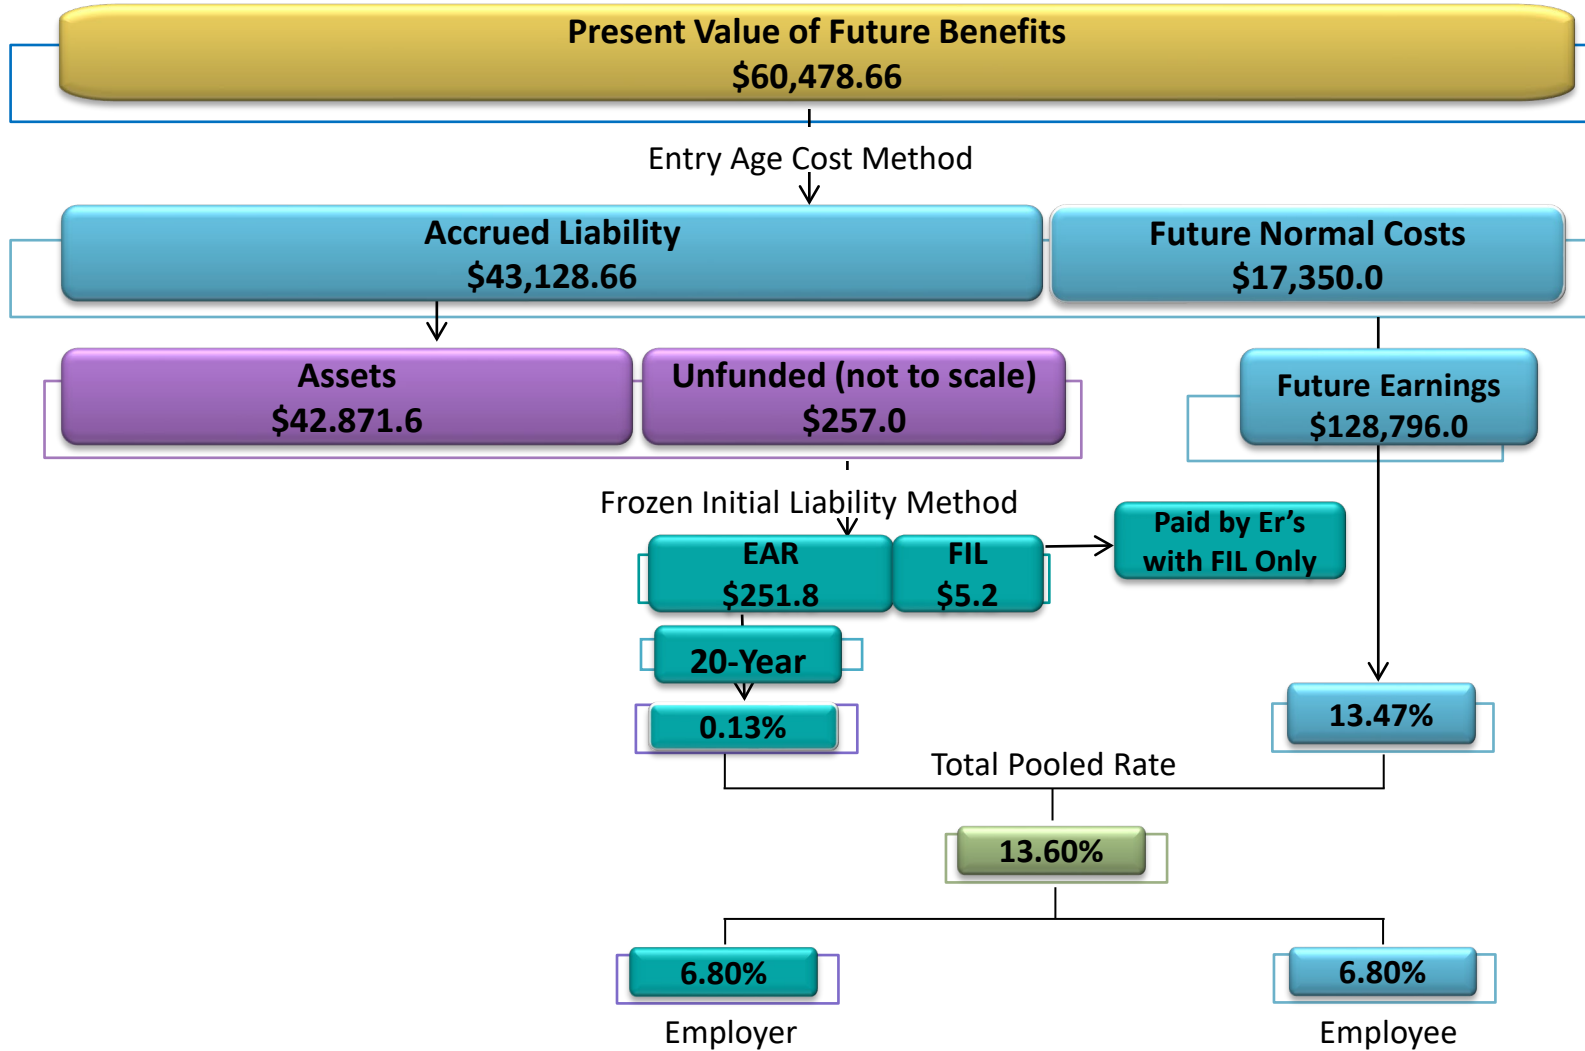 Present Value of Future Benefits
$60,478.66
Entry Age Cost Method
Accrued Liability
$43,128.66
Future Normal Costs
$17,350.0
Assets
$42.871.6
Unfunded (not to scale)
$257.0
Future Earnings
$128,796.0
Frozen Initial Liability Method
EAR
$251.8
FIL
$5.2
Paid by Er’s
with FIL Only
20-Year
0.13%
13.47%
Total Pooled Rate
13.60%
6.80%
6.80%
Employer
Employee